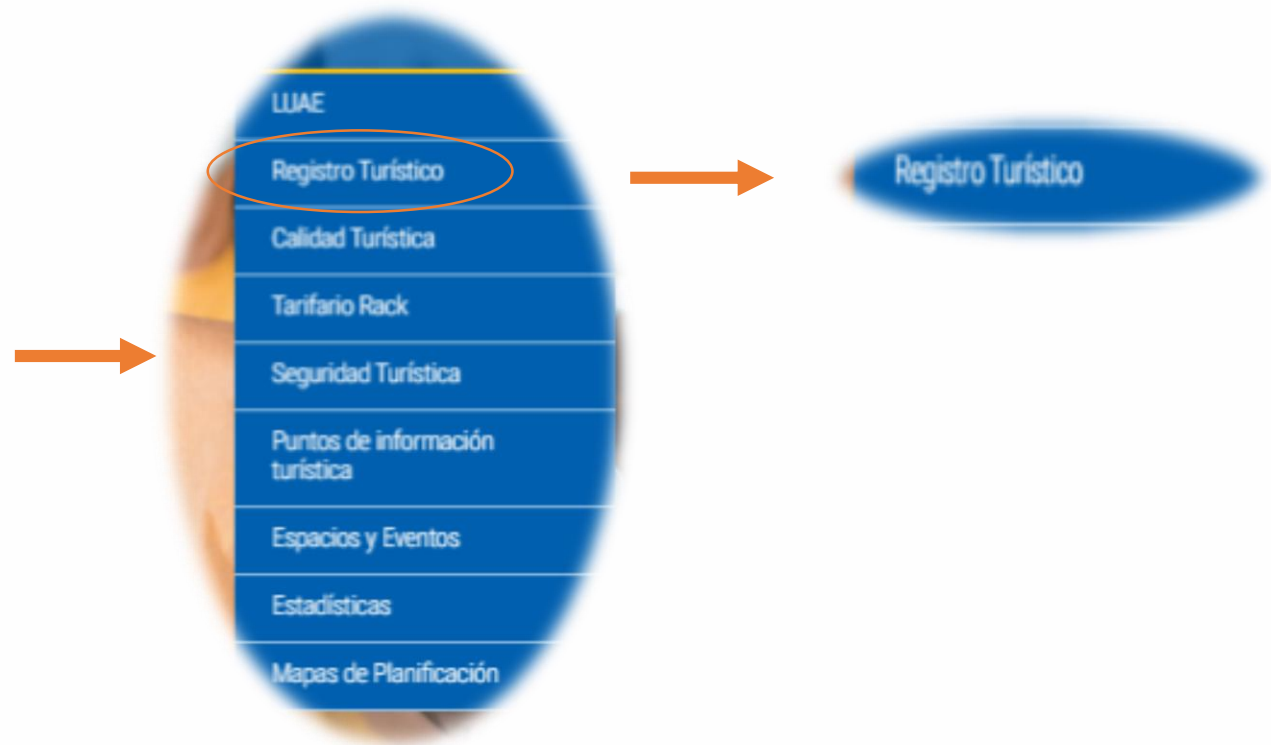 LUAE
Registro Turístico
Calidad Turística
Tarifario Rack
Seguridad Turística
Puntos de información
turística
Espacios y Eventos
Estadísticas
Mapas de Planificación
Registro Turístico